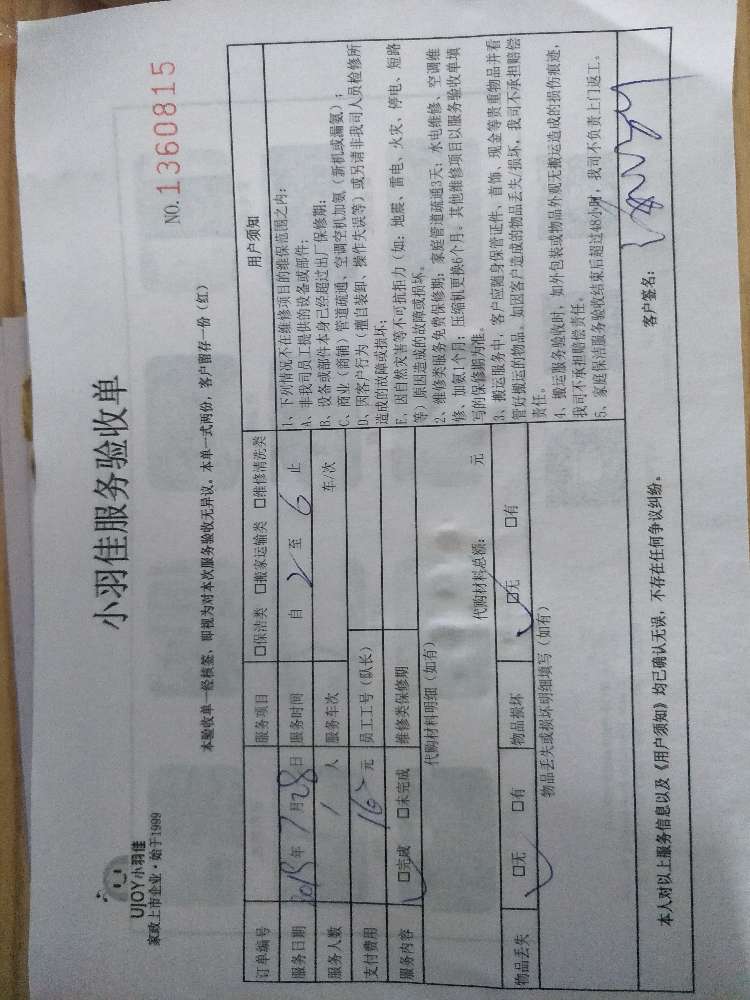 UJOY小羽佳
家政上市企业·始于1999
小羽佳服务验收单
NO.1360815
本验收单一经核签，即视为对本次服务验收无异议。本单一式两份，客户留存一份（红）
订单编号 服务项目 □保洁类 □搬家运输类 □维修清洗类
服务日期 年 1月28日 服务时间 自 2 至 6 止
服务人数 1 人 服务车次 车/次
支付费用 元 员工工号（队长）
服务内容 □完成 □未完成 维修类保修期
代购材料明细（如有）
代购材料总额： 元
物品丢失 □无 □有 物品损坏 □无 □有
物品丢失或损坏明细填写（如有）
用户须知
1、下列情况不在维修项目的维保范围之内：
A、非我司员工提供的设备或部件；
B、设备或部件本身已经超过出厂保修期；
C、商业（商铺）管道疏通、空调空机加氨（新机或漏氨）；
D、因客户行为（擅自装卸、操作失误等）或另请非我司人员检修所
造成的故障或损坏；
E、因自然灾害等不可抗拒力（如：地震、雷电、火灾、停电、短路
等）原因造成的故障或损坏。
2、维修类服务免费保修期：家庭管道疏通3天；水电维修、空调维
修、加氨1个月；压缩机更换6个月。其他维修项目以服务验收单填
写的保修期为准。
3、搬运服务中，客户应随身保管证件、首饰、现金等贵重物品并看
管好搬运的物品。如因客户造成的物品丢失/损坏，我司不承担赔偿
责任。
4、搬运服务验收时，如外包装或物品外观无搬运造成的损伤痕迹，
我司不承担赔偿责任。
5、家庭保洁服务验收结束后超过48小时，我司不负责上门返工。
本人对以上服务信息以及《用户须知》均已确认无误，不存在任何争议纠纷。 客户签名：